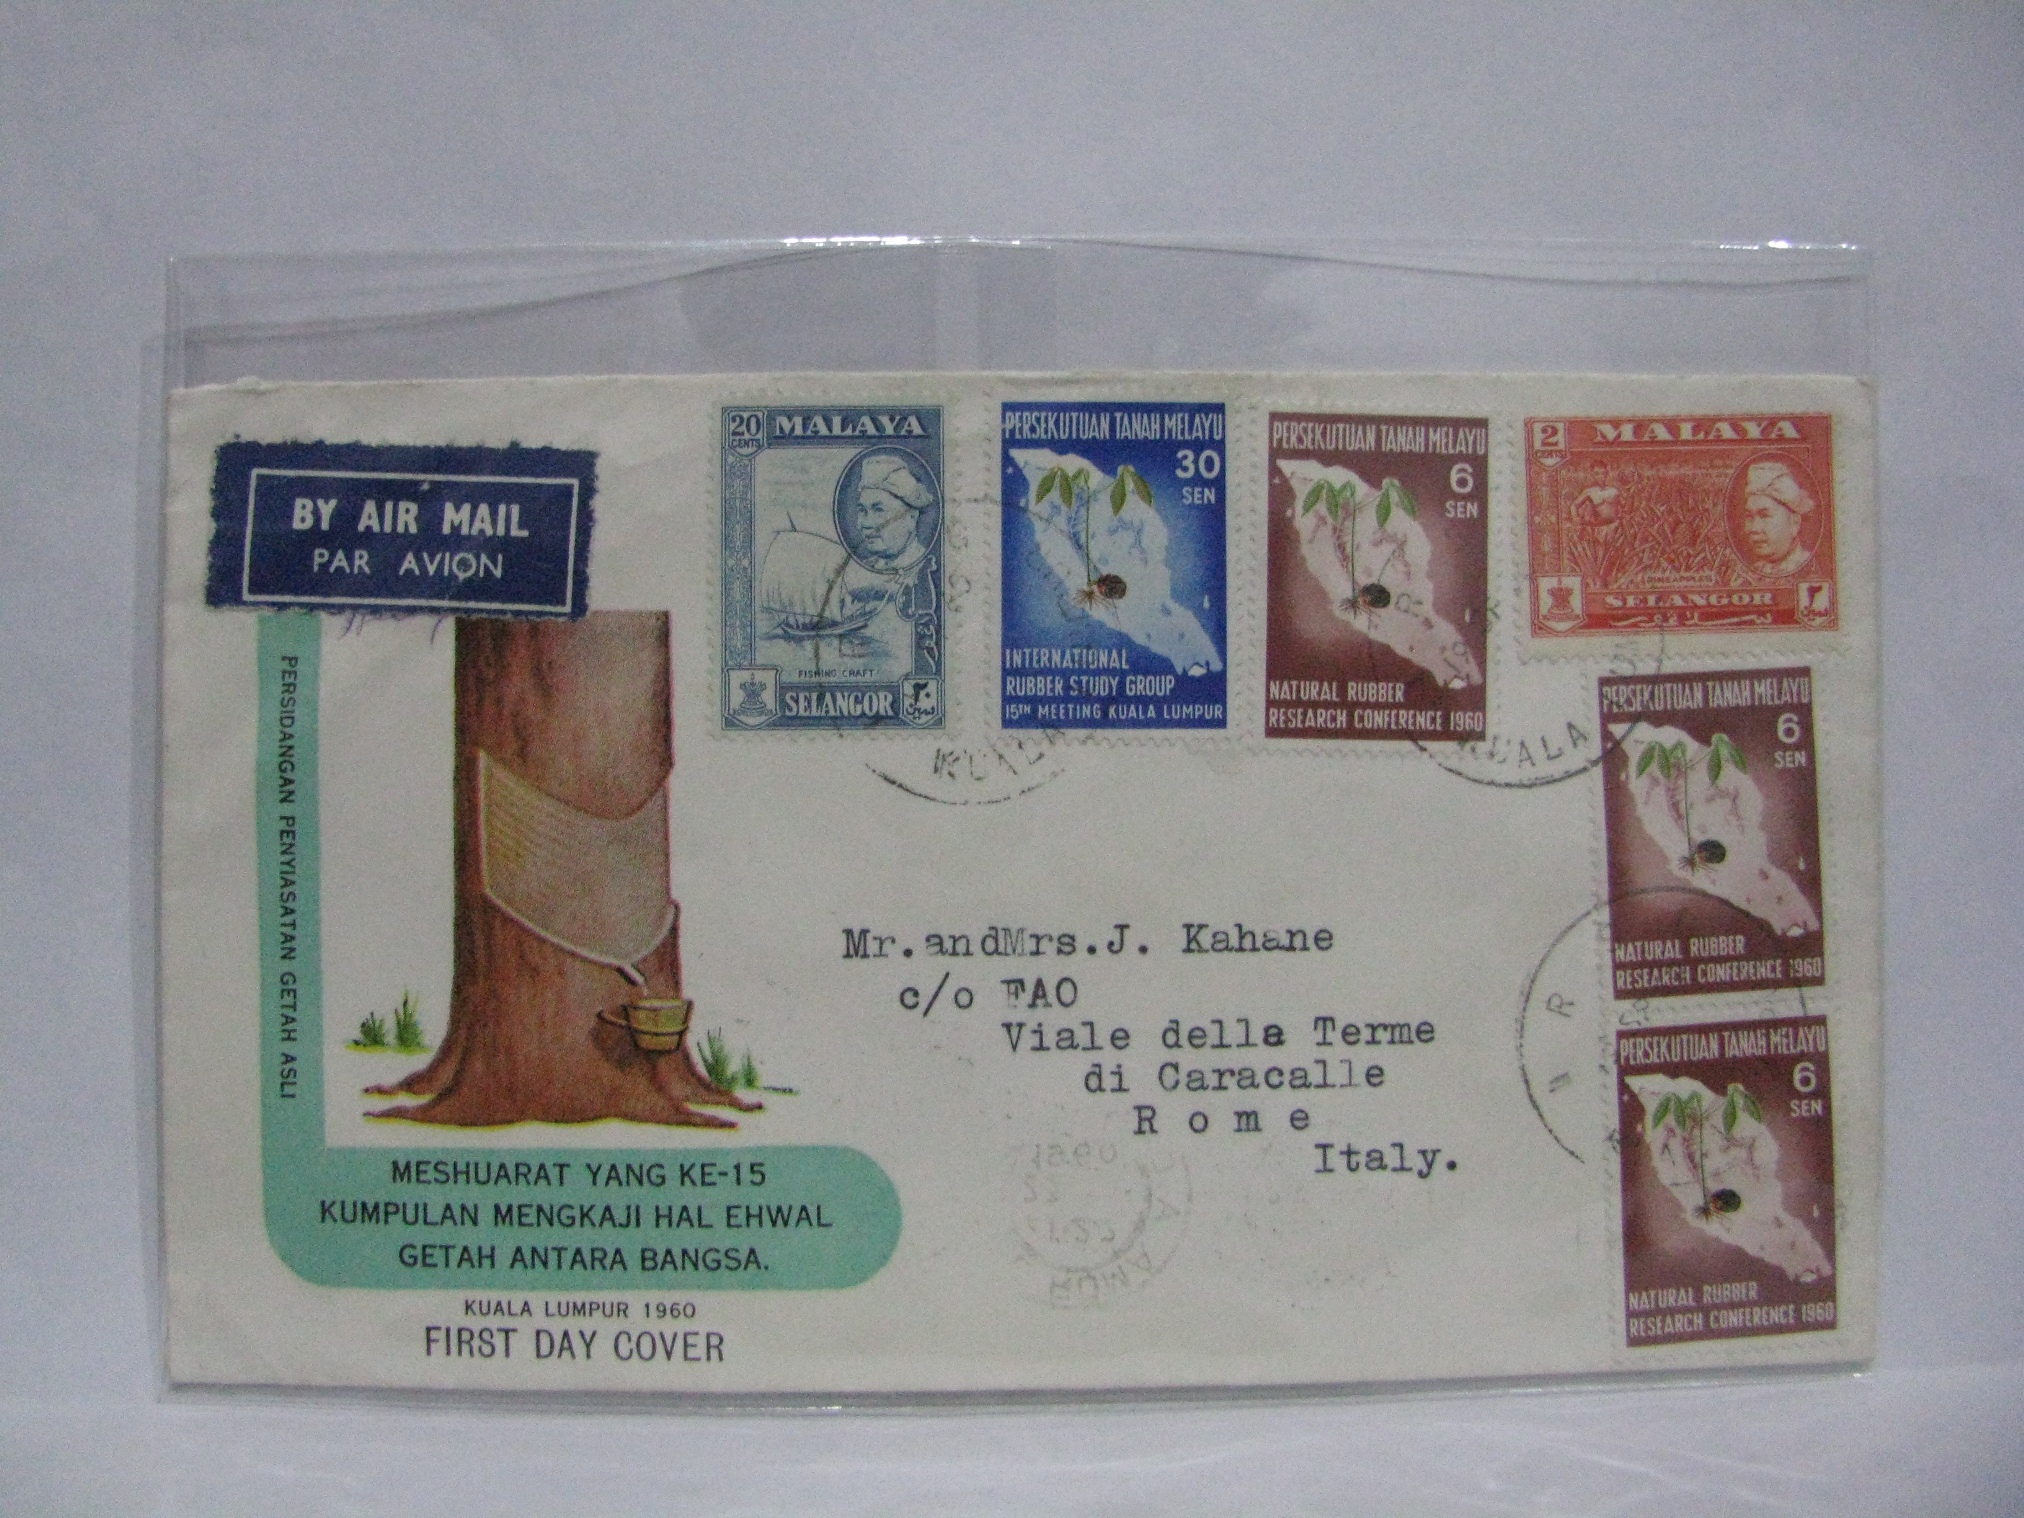 BY AIR MAIL
PAR AVION
20
CENTS
MALAYA
FISHING CRAFT
SELANGOR
PERSEKUTUAN TANAH MELAYU
30
SEN
INTERNATIONAL
RUBBER STUDY GROUP
15TH MEETING KUALA LUMPUR
PERSEKUTUAN TANAH MELAYU
6
SEN
NATURAL RUBBER
RESEARCH CONFERENCE 1960
2
CENTS
MALAYA
PINEAPPLES
SELANGOR
سلاڠور
PERSEKUTUAN TANAH MELAYU
6
SEN
NATURAL RUBBER
RESEARCH CONFERENCE 1960
PERSEKUTUAN TANAH MELAYU
6
SEN
NATURAL RUBBER
RESEARCH CONFERENCE 1960
KUALA
KUALA
Mr.andMrs.J. Kahane
c/o FAO
Viale della Terme
di Caracalle
Rome
Italy.
PERSIDANGAN PENYIASATAN GETAH ASLI
MESHUARAT YANG KE-15
KUMPULAN MENGKAJI HAL EHWAL
GETAH ANTARA BANGSA.
KUALA LUMPUR 1960
FIRST DAY COVER